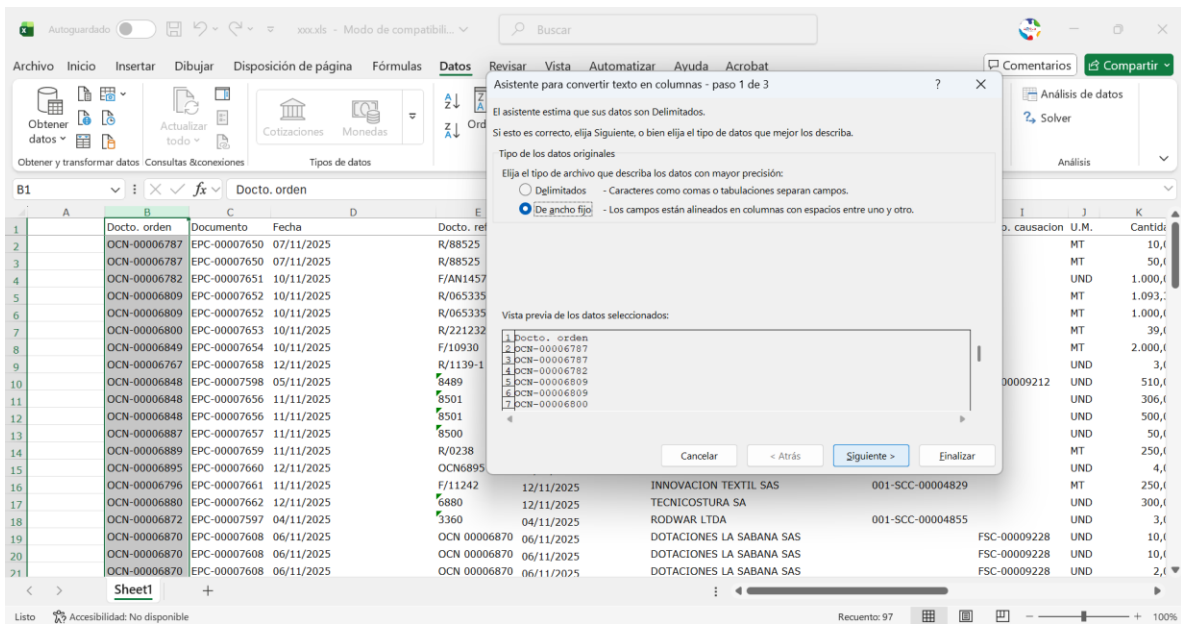 Autoguardado
xxx.xls - Modo de compatibili...
Buscar
Archivo Inicio Insertar Dibujar Disposición de página Fórmulas Datos Revisar Vista Automatizar Ayuda Acrobat
Comentarios
Compartir
Obtener datos
Actualizar todo
Cotizaciones
Monedas
Ord
Análisis de datos
Solver
Obtener y transformar datos
Consultas &conexiones
Tipos de datos
Análisis
B1
fx
Docto. orden
Asistente para convertir texto en columnas - paso 1 de 3
?
El asistente estima que sus datos son Delimitados.
Si esto es correcto, elija Siguiente, o bien elija el tipo de datos que mejor los describa.
Tipo de los datos originales
Elija el tipo de archivo que describa los datos con mayor precisión:
Delimitados - Caracteres como comas o tabulaciones separan campos.
De ancho fijo - Los campos están alineados en columnas con espacios entre uno y otro.
Vista previa de los datos seleccionados:
1 Docto. orden
2 OCN-00006787
3 OCN-00006787
4 OCN-00006782
5 OCN-00006809
6 OCN-00006809
7 OCN-00006800
Cancelar
< Atrás
Siguiente >
Finalizar
A B C D E I J K
1 Docto. orden Documento Fecha Docto. ref o. causacion U.M. Cantida
2 OCN-00006787 EPC-00007650 07/11/2025 R/88525 MT 10,0
3 OCN-00006787 EPC-00007650 07/11/2025 R/88525 MT 50,0
4 OCN-00006782 EPC-00007651 10/11/2025 F/AN1457 UND 1.000,0
5 OCN-00006809 EPC-00007652 10/11/2025 R/065335 MT 1.093,
6 OCN-00006809 EPC-00007652 10/11/2025 R/065335 MT 1.000,0
7 OCN-00006800 EPC-00007653 10/11/2025 R/221232 MT 39,0
8 OCN-00006849 EPC-00007654 10/11/2025 F/10930 MT 2.000,0
9 OCN-00006767 EPC-00007658 12/11/2025 R/1139-1 UND 3,0
10 OCN-00006848 EPC-00007598 05/11/2025 8489 00009212 UND 510,0
11 OCN-00006848 EPC-00007656 11/11/2025 8501 UND 306,0
12 OCN-00006848 EPC-00007656 11/11/2025 8501 UND 500,0
13 OCN-00006887 EPC-00007657 11/11/2025 8500 UND 50,0
14 OCN-00006889 EPC-00007659 11/11/2025 R/0238 MT 250,0
15 OCN-00006895 EPC-00007660 12/11/2025 OCN6895 UND 4,0
16 OCN-00006796 EPC-00007661 11/11/2025 F/11242 12/11/2025 INNOVACION TEXTIL SAS 001-SCC-00004829 MT 250,0
17 OCN-00006880 EPC-00007662 12/11/2025 6880 12/11/2025 TECNICOSTURA SA UND 300,0
18 OCN-00006872 EPC-00007597 04/11/2025 3360 04/11/2025 RODWAR LTDA 001-SCC-00004855 UND 3,0
19 OCN-00006870 EPC-00007608 06/11/2025 OCN 00006870 06/11/2025 DOTACIONES LA SABANA SAS FSC-00009228 UND 10,0
20 OCN-00006870 EPC-00007608 06/11/2025 OCN 00006870 06/11/2025 DOTACIONES LA SABANA SAS FSC-00009228 UND 10,0
21 OCN-00006870 EPC-00007608 06/11/2025 OCN 00006870 06/11/2025 DOTACIONES LA SABANA SAS FSC-00009228 UND 2,0
Sheet1
Listo
Accesibilidad: No disponible
Recuento: 97
100%